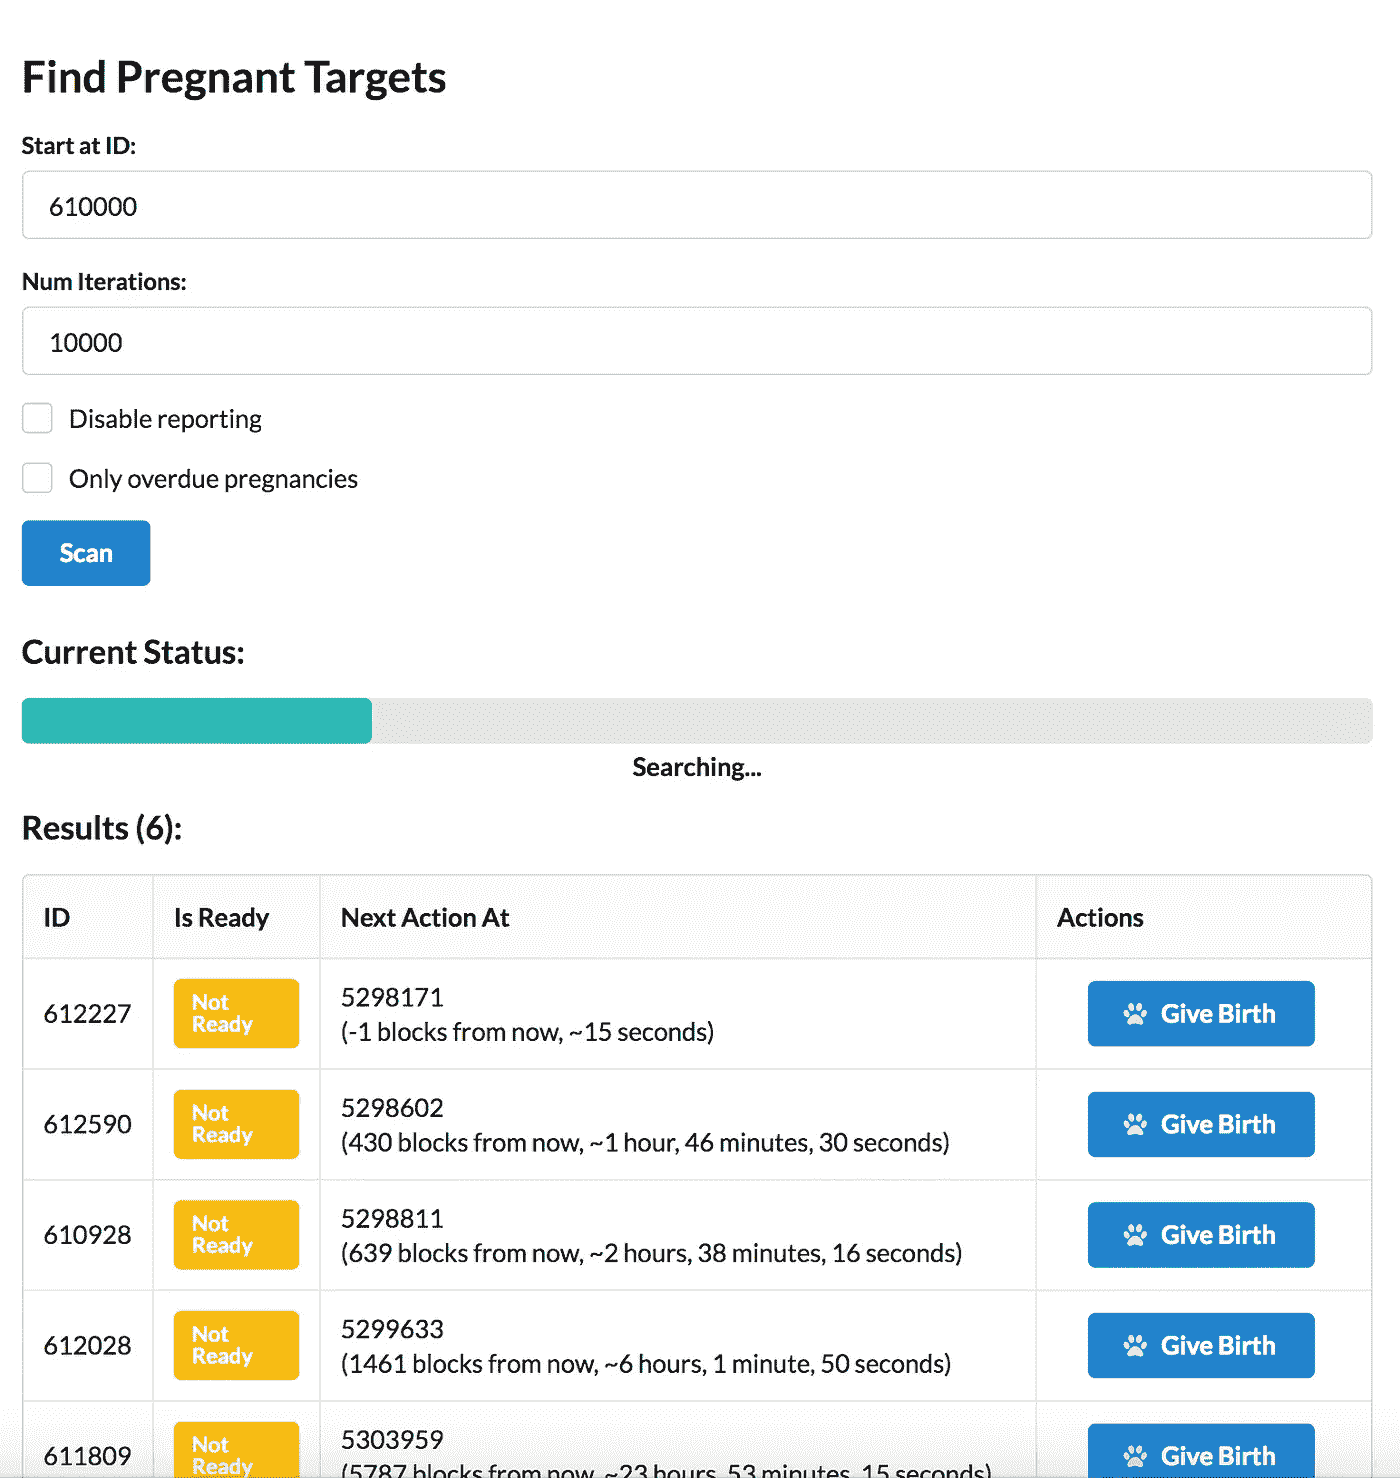 Find Pregnant Targets
Start at ID:
610000
Num Iterations:
10000
Disable reporting
Only overdue pregnancies
Scan
Current Status:
Searching...
Results (6):
ID Is Ready Next Action At Actions
612227 Not Ready 5298171 (-1 blocks from now, ~15 seconds) Give Birth
612590 Not Ready 5298602 (430 blocks from now, ~1 hour, 46 minutes, 30 seconds) Give Birth
610928 Not Ready 5298811 (639 blocks from now, ~2 hours, 38 minutes, 16 seconds) Give Birth
612028 Not Ready 5299633 (1461 blocks from now, ~6 hours, 1 minute, 50 seconds) Give Birth
611809 Not Ready 5303959 (5787 blocks from now, ~23 hours, 53 minutes, 15 seconds) Give Birth